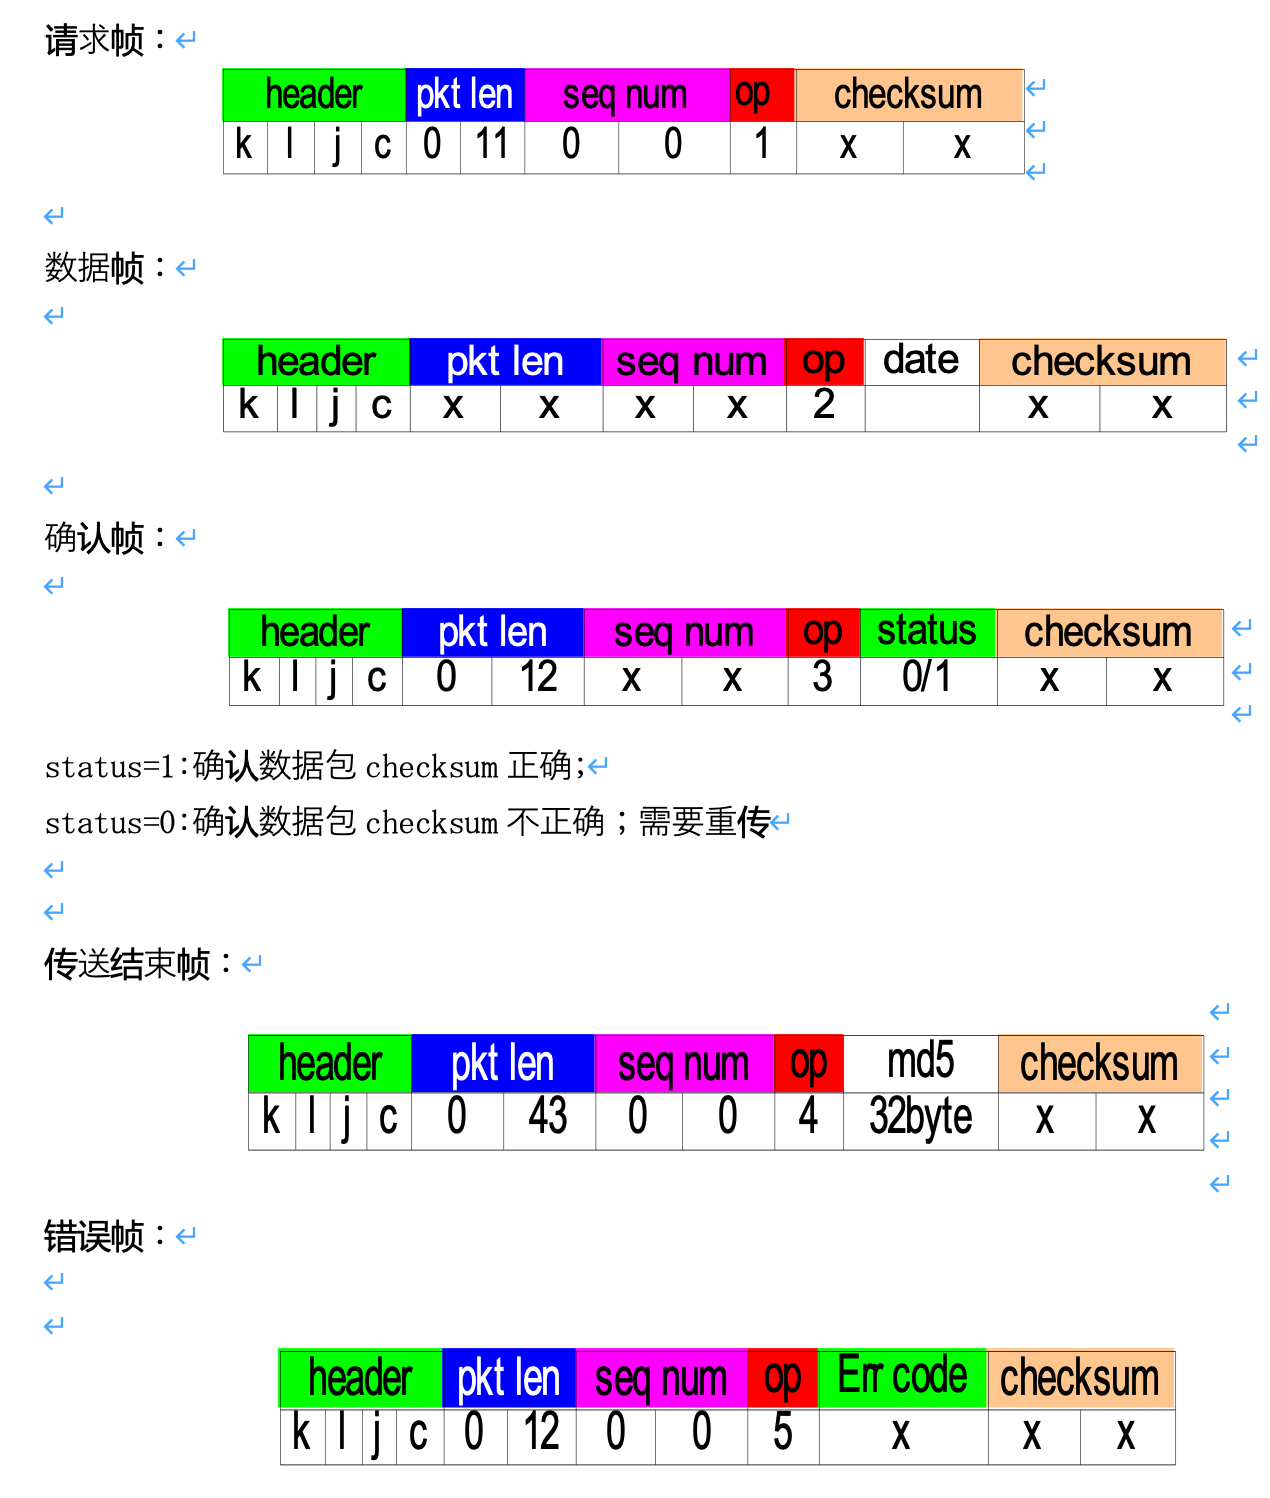 请求帧：
header pkt len seq num op checksum
k l j c 0 11 0 0 1 x x
数据帧：
header pkt len seq num op date checksum
k l j c x x x x 2 x x
确认帧：
header pkt len seq num op status checksum
k l j c 0 12 x x 3 0/1 x x
status=1:确认数据包 checksum 正确;
status=0:确认数据包 checksum 不正确；需要重传
传送结束帧：
header pkt len seq num op md5 checksum
k l j c 0 43 0 0 4 32byte x x
错误帧：
header pkt len seq num op Err code checksum
k l j c 0 12 0 0 5 x x x